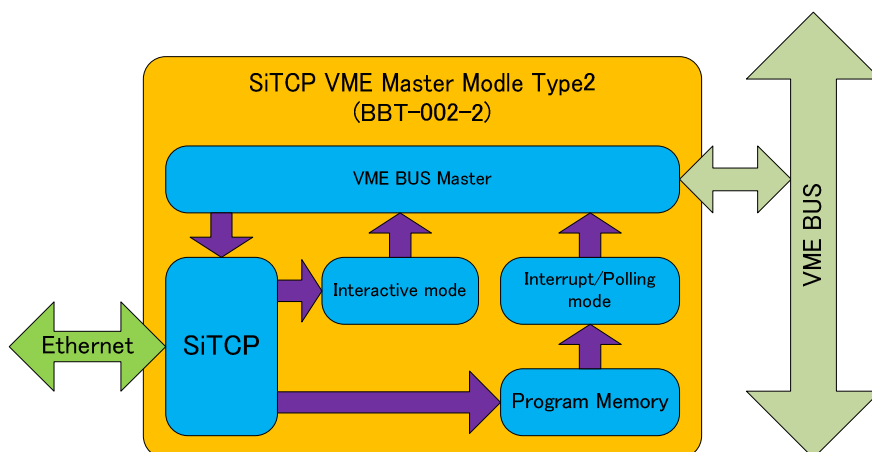 SiTCP VME Master Modle Type2
(BBT-002-2)
VME BUS Master
Interactive mode
Interrupt/Polling
mode
SiTCP
Ethernet
Program Memory
VME BUS